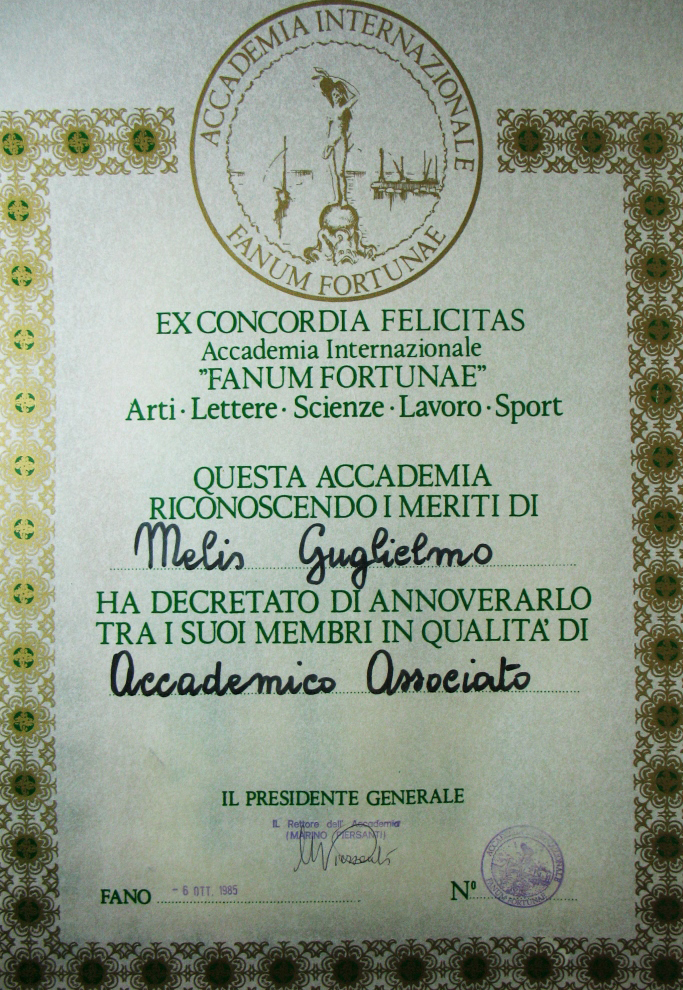 ACCADEMIA INTERNAZIONALE
FANUM FORTUNAE
EX CONCORDIA FELICITAS
Accademia Internazionale
"FANUM FORTUNAE"
Arti · Lettere · Scienze · Lavoro · Sport
QUESTA ACCADEMIA
RICONOSCENDO I MERITI DI
Melis Guglielmo
HA DECRETATO DI ANNOVERARLO
TRA I SUOI MEMBRI IN QUALITA' DI
Accademico Associato
IL PRESIDENTE GENERALE
IL Rettore dell' Accademia
(MARINO PIERSANTI)
FANO - 6 OTT. 1985
Nº